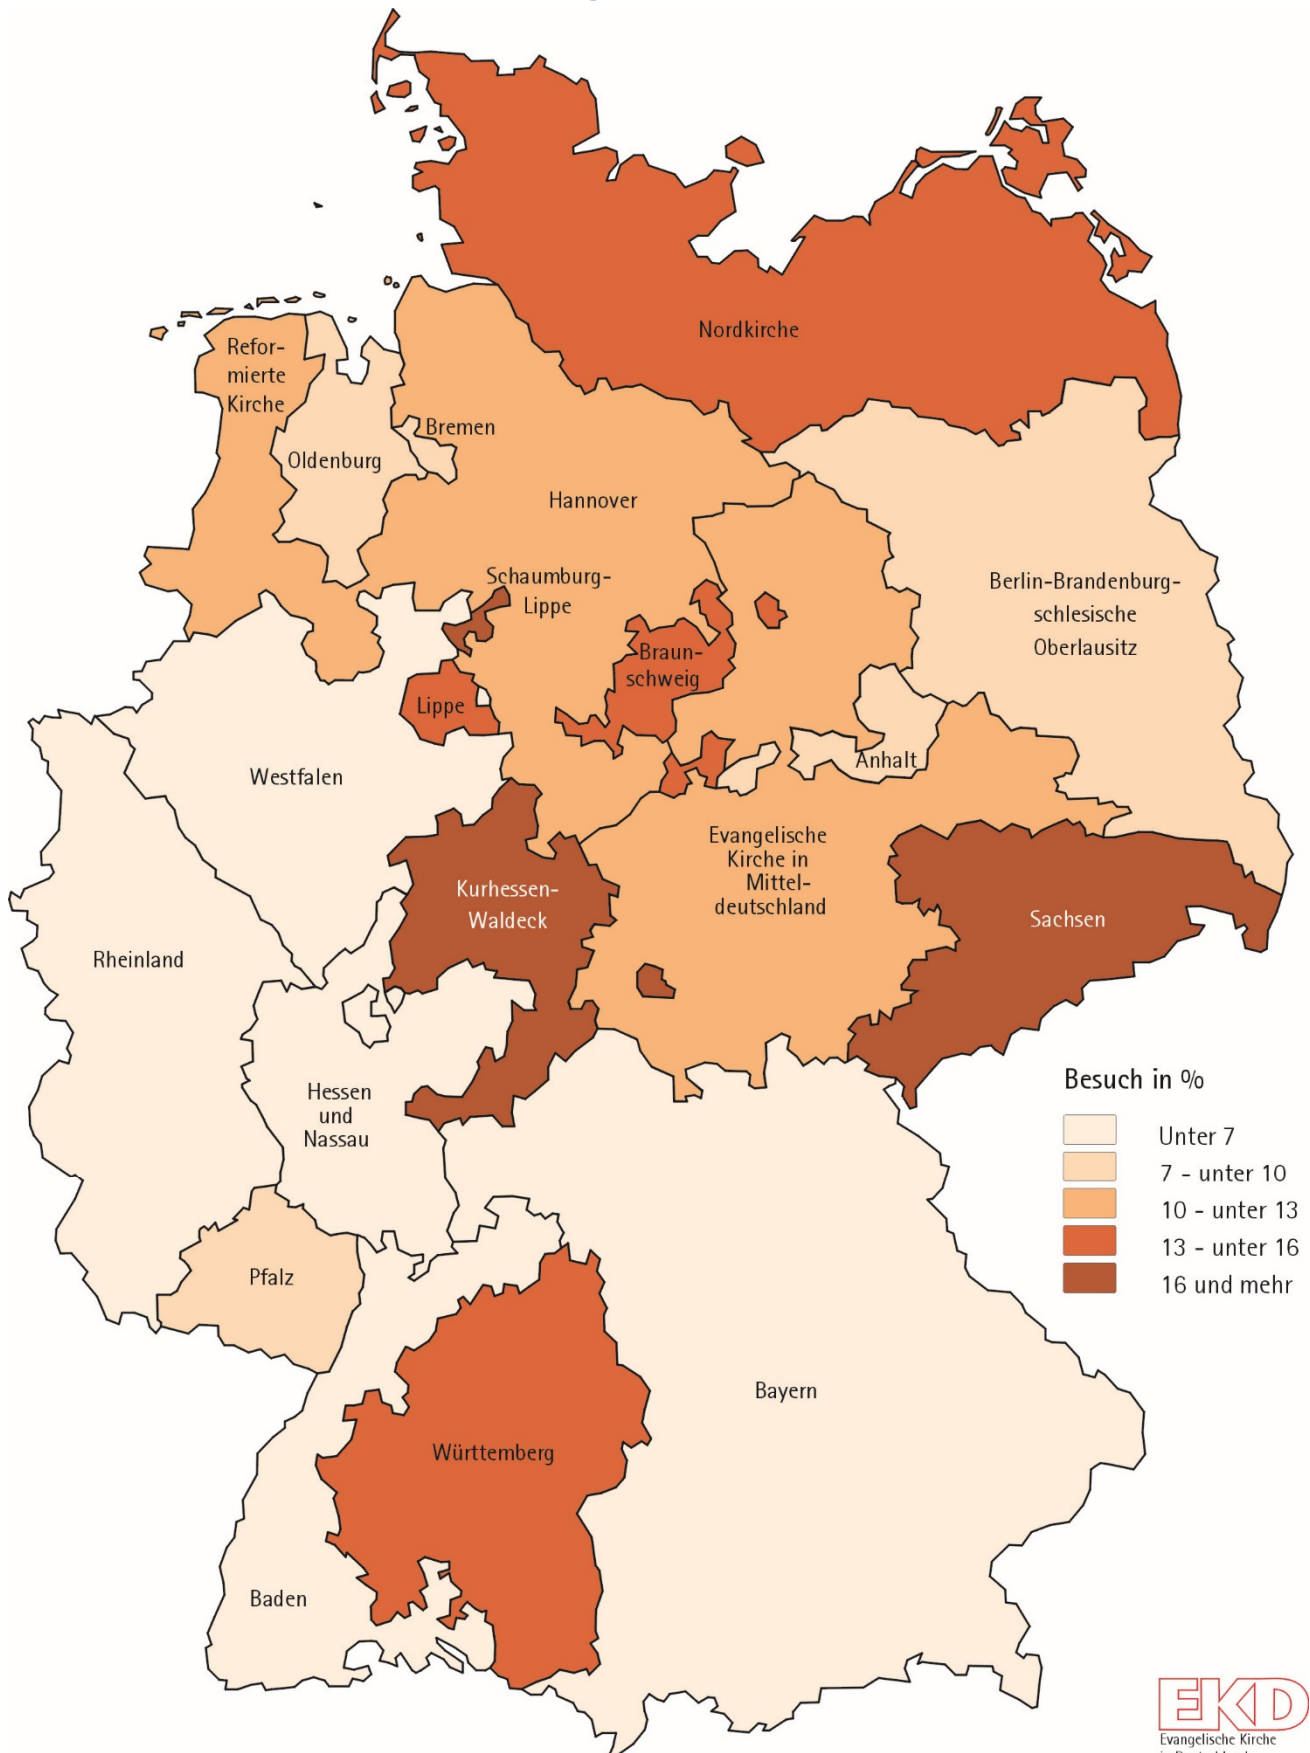 Nordkirche
Refor-
mierte
Kirche
Bremen
Oldenburg
Hannover
Schaumburg-
Lippe
Berlin-Brandenburg-
schlesische
Oberlausitz
Braun-
schweig
Lippe
Anhalt
Westfalen
Evangelische
Kirche in
Mittel-
deutschland
Kurhessen-
Waldeck
Sachsen
Rheinland
Hessen
und
Nassau
Pfalz
Bayern
Württemberg
Baden
Besuch in %
Unter 7
7 - unter 10
10 - unter 13
13 - unter 16
16 und mehr
EKD
Evangelische Kirche